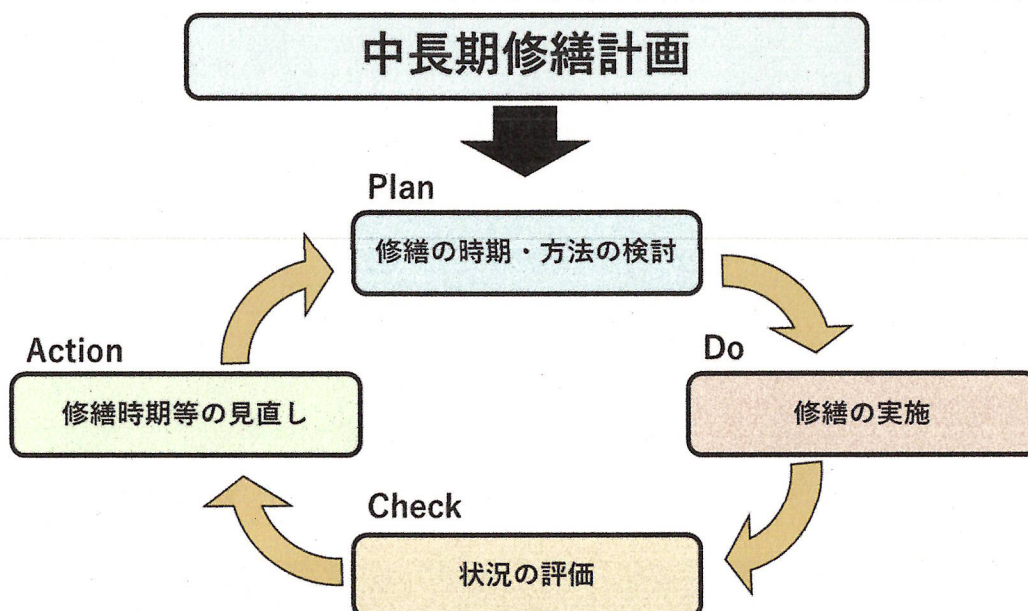 中長期修繕計画
Plan
修繕の時期・方法の検討
Action
Do
修繕時期等の見直し
修繕の実施
Check
状況の評価